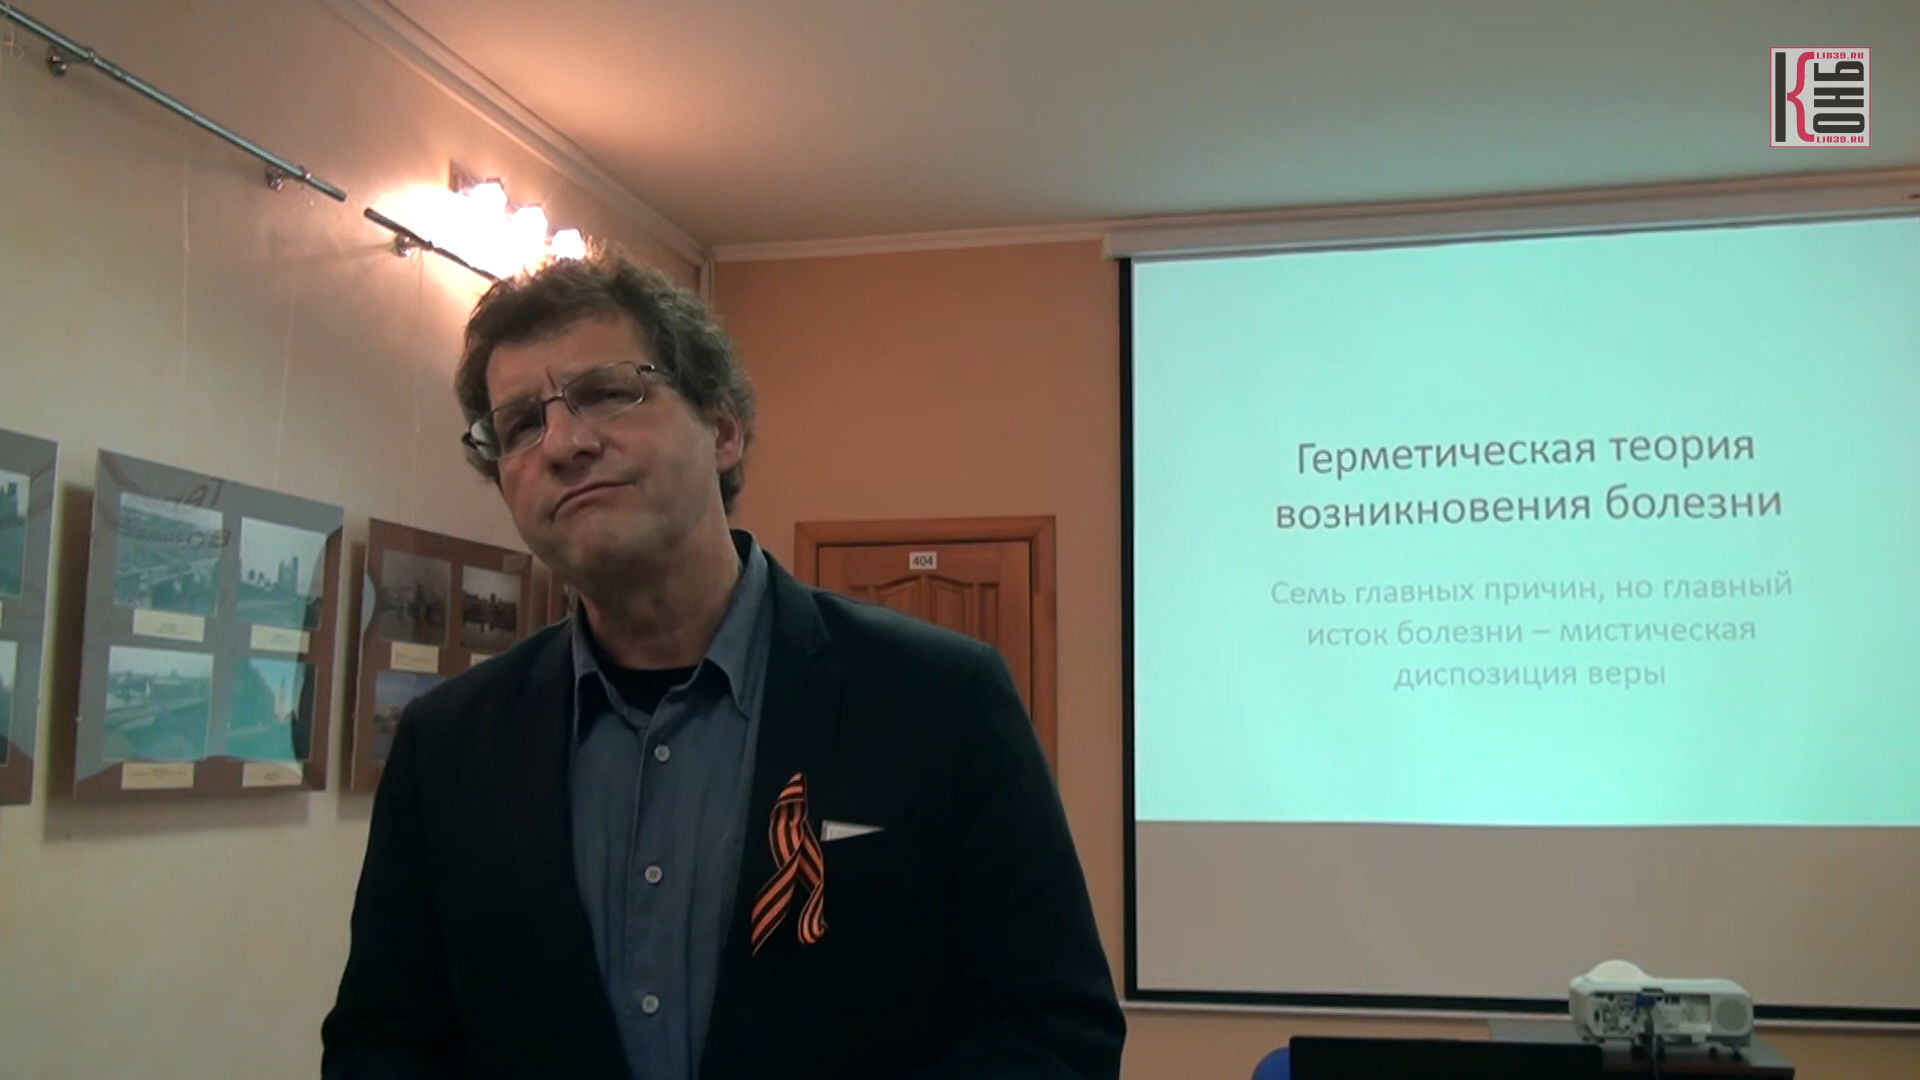 LIB39.RU
КОНБ
LIB39.RU
404
Герметическая теория
возникновения болезни
Семь главных причин, но главный
исток болезни – мистическая
диспозиция веры